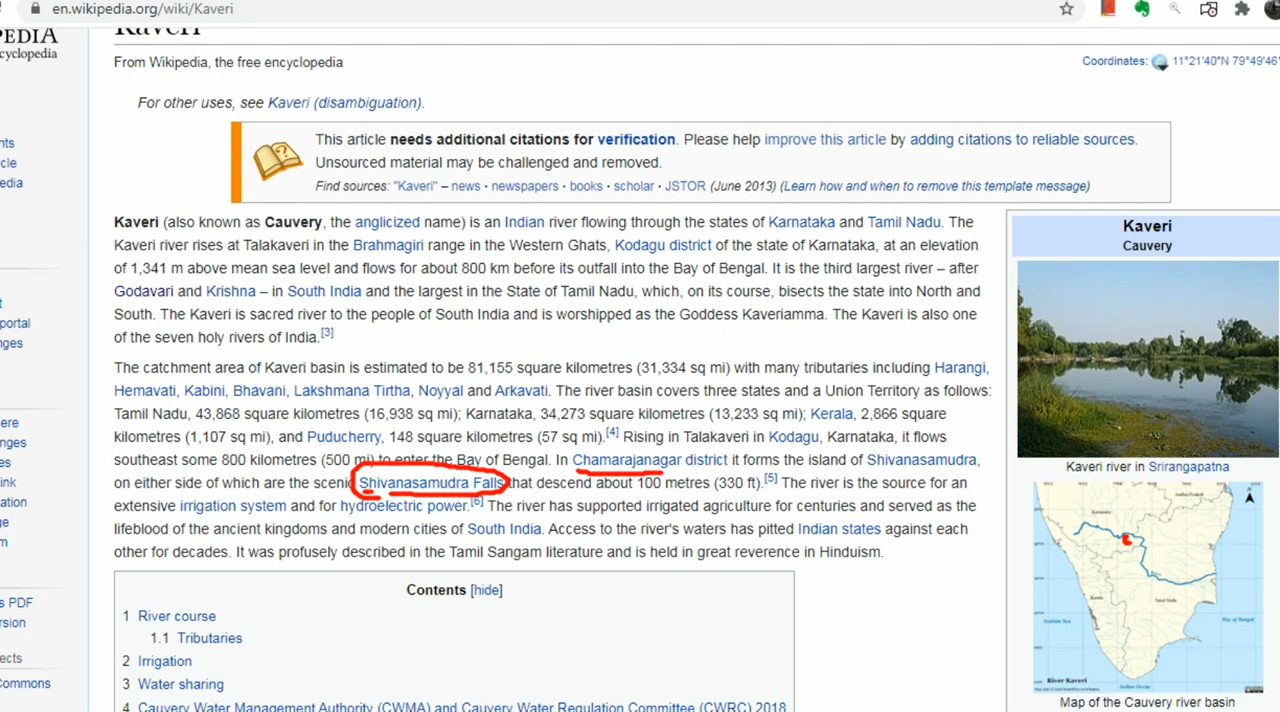 en.wikipedia.org/wiki/Kaveri
PEDIA
cyclopedia
Kaveri
From Wikipedia, the free encyclopedia
Coordinates: 11°21′40″N 79°49′46″
For other uses, see Kaveri (disambiguation).
This article needs additional citations for verification. Please help improve this article by adding citations to reliable sources.
Unsourced material may be challenged and removed.
Find sources: "Kaveri" – news · newspapers · books · scholar · JSTOR (June 2013) (Learn how and when to remove this template message)
nts
cle
edia
t
portal
nges
ere
nges
es
ink
ation
ge
m
s PDF
rsion
ects
Commons
Kaveri (also known as Cauvery, the anglicized name) is an Indian river flowing through the states of Karnataka and Tamil Nadu. The
Kaveri river rises at Talakaveri in the Brahmagiri range in the Western Ghats, Kodagu district of the state of Karnataka, at an elevation
of 1,341 m above mean sea level and flows for about 800 km before its outfall into the Bay of Bengal. It is the third largest river – after
Godavari and Krishna – in South India and the largest in the State of Tamil Nadu, which, on its course, bisects the state into North and
South. The Kaveri is sacred river to the people of South India and is worshipped as the Goddess Kaveriamma. The Kaveri is also one
of the seven holy rivers of India.[3]
The catchment area of Kaveri basin is estimated to be 81,155 square kilometres (31,334 sq mi) with many tributaries including Harangi,
Hemavati, Kabini, Bhavani, Lakshmana Tirtha, Noyyal and Arkavati. The river basin covers three states and a Union Territory as follows:
Tamil Nadu, 43,868 square kilometres (16,938 sq mi); Karnataka, 34,273 square kilometres (13,233 sq mi); Kerala, 2,866 square
kilometres (1,107 sq mi), and Puducherry, 148 square kilometres (57 sq mi).[4] Rising in Talakaveri in Kodagu, Karnataka, it flows
southeast some 800 kilometres (500 mi) to enter the Bay of Bengal. In Chamarajanagar district it forms the island of Shivanasamudra,
on either side of which are the scenic Shivanasamudra Falls that descend about 100 metres (330 ft).[5] The river is the source for an
extensive irrigation system and for hydroelectric power.[6] The river has supported irrigated agriculture for centuries and served as the
lifeblood of the ancient kingdoms and modern cities of South India. Access to the river's waters has pitted Indian states against each
other for decades. It was profusely described in the Tamil Sangam literature and is held in great reverence in Hinduism.
Contents [hide]
1 River course
1.1 Tributaries
2 Irrigation
3 Water sharing
4 Cauvery Water Management Authority (CWMA) and Cauvery Water Regulation Committee (CWRC) 2018
Kaveri
Cauvery
Kaveri river in Srirangapatna
Andhra Pradesh
Karnataka
Kerala
Tamil Nadu
Bay of Bengal
River Kaveri
Indian Ocean
Map of the Cauvery river basin